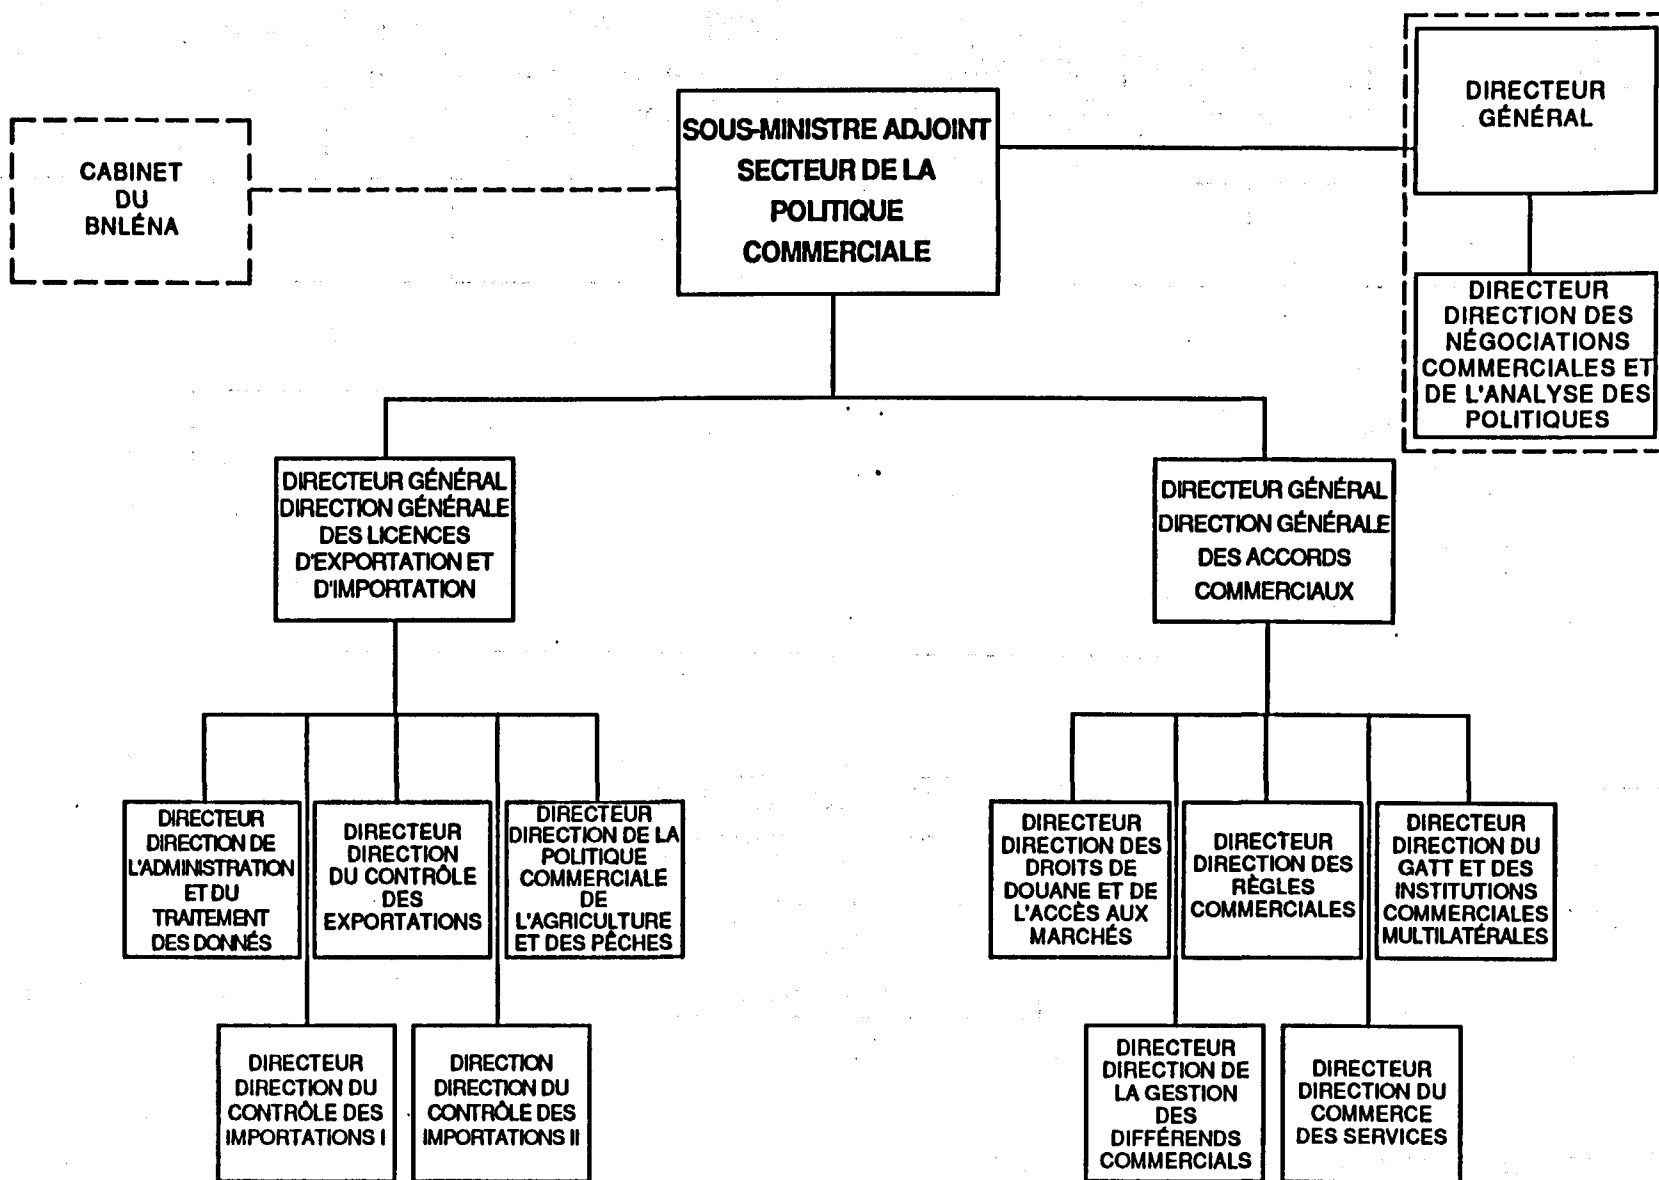 CABINET
DU
BNLÉNA
SOUS-MINISTRE ADJOINT
SECTEUR DE LA
POLITIQUE
COMMERCIALE
DIRECTEUR
GÉNÉRAL
DIRECTEUR
DIRECTION DES
NÉGOCIATIONS
COMMERCIALES ET
DE L'ANALYSE DES
POLITIQUES
DIRECTEUR GÉNÉRAL
DIRECTION GÉNÉRALE
DES LICENCES
D'EXPORTATION ET
D'IMPORTATION
DIRECTEUR GÉNÉRAL
DIRECTION GÉNÉRALE
DES ACCORDS
COMMERCIAUX
DIRECTEUR
DIRECTION DE
L'ADMINISTRATION
ET DU
TRAITEMENT
DES DONNÉS
DIRECTEUR
DIRECTION
DU CONTRÔLE
DES
EXPORTATIONS
DIRECTEUR
DIRECTION DE LA
POLITIQUE
COMMERCIALE
DE
L'AGRICULTURE
ET DES PÊCHES
DIRECTEUR
DIRECTION DES
DROITS DE
DOUANE ET DE
L'ACCÈS AUX
MARCHÉS
DIRECTEUR
DIRECTION DES
RÈGLES
COMMERCIALES
DIRECTEUR
DIRECTION DU
GATT ET DES
INSTITUTIONS
COMMERCIALES
MULTILATÉRALES
DIRECTEUR
DIRECTION DU
CONTRÔLE DES
IMPORTATIONS I
DIRECTION
DIRECTION DU
CONTRÔLE DES
IMPORTATIONS II
DIRECTEUR
DIRECTION DE
LA GESTION
DES
DIFFÉRENDS
COMMERCIALS
DIRECTEUR
DIRECTION DU
COMMERCE
DES SERVICES